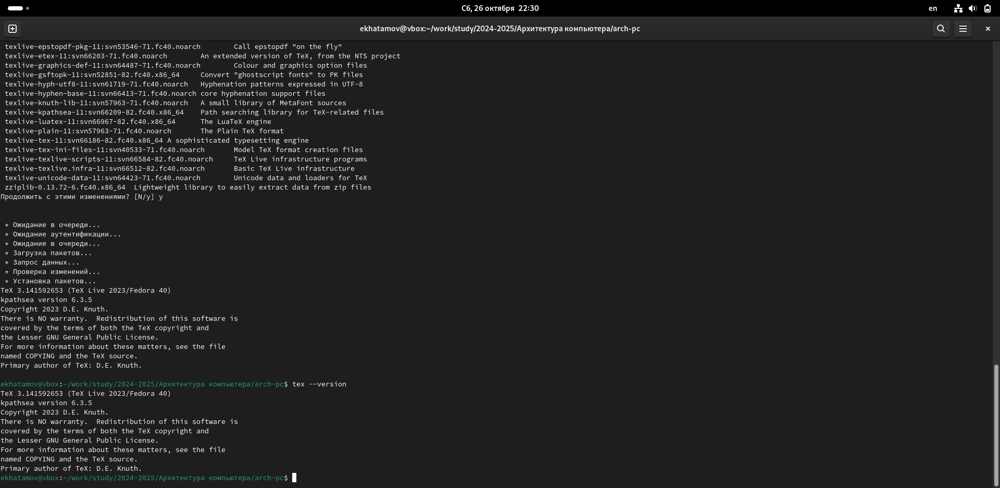 Сб, 26 октября 22:30
en
ekhatamov@vbox:~/work/study/2024-2025/Архитектура компьютера/arch-pc
texlive-epstopdf-pkg-11:svn53546-71.fc40.noarch Call epstopdf "on the fly"
texlive-etex-11:svn66203-71.fc40.noarch An extended version of TeX, from the NTS project
texlive-graphics-def-11:svn64487-71.fc40.noarch Colour and graphics option files
texlive-gsftopk-11:svn52851-82.fc40.x86_64 Convert "ghostscript fonts" to PK files
texlive-hyph-utf8-11:svn61719-71.fc40.noarch Hyphenation patterns expressed in UTF-8
texlive-hyphen-base-11:svn66413-71.fc40.noarch core hyphenation support files
texlive-knuth-lib-11:svn57963-71.fc40.noarch A small library of MetaFont sources
texlive-kpathsea-11:svn66209-82.fc40.x86_64 Path searching library for TeX-related files
texlive-luatex-11:svn66967-82.fc40.x86_64 The LuaTeX engine
texlive-plain-11:svn57963-71.fc40.noarch The Plain TeX format
texlive-tex-11:svn66186-82.fc40.x86_64 A sophisticated typesetting engine
texlive-tex-ini-files-11:svn40533-71.fc40.noarch Model TeX format creation files
texlive-texlive-scripts-11:svn66584-82.fc40.noarch TeX Live infrastructure programs
texlive-texlive.infra-11:svn66512-82.fc40.noarch Basic TeX Live infrastructure
texlive-unicode-data-11:svn64423-71.fc40.noarch Unicode data and loaders for TeX
zziplib-0.13.72-6.fc40.x86_64 Lightweight library to easily extract data from zip files
Продолжить с этими изменениями? [N/y] y
* Ожидание в очереди...
* Ожидание аутентификации...
* Ожидание в очереди...
* Загрузка пакетов...
* Запрос данных...
* Проверка изменений...
* Установка пакетов...
TeX 3.141592653 (TeX Live 2023/Fedora 40)
kpathsea version 6.3.5
Copyright 2023 D.E. Knuth.
There is NO warranty.  Redistribution of this software is
covered by the terms of both the TeX copyright and
the Lesser GNU General Public License.
For more information about these matters, see the file
named COPYING and the TeX source.
Primary author of TeX: D.E. Knuth.
ekhatamov@vbox:~/work/study/2024-2025/Архитектура компьютера/arch-pc$ tex --version
TeX 3.141592653 (TeX Live 2023/Fedora 40)
kpathsea version 6.3.5
Copyright 2023 D.E. Knuth.
There is NO warranty.  Redistribution of this software is
covered by the terms of both the TeX copyright and
the Lesser GNU General Public License.
For more information about these matters, see the file
named COPYING and the TeX source.
Primary author of TeX: D.E. Knuth.
ekhatamov@vbox:~/work/study/2024-2025/Архитектура компьютера/arch-pc$